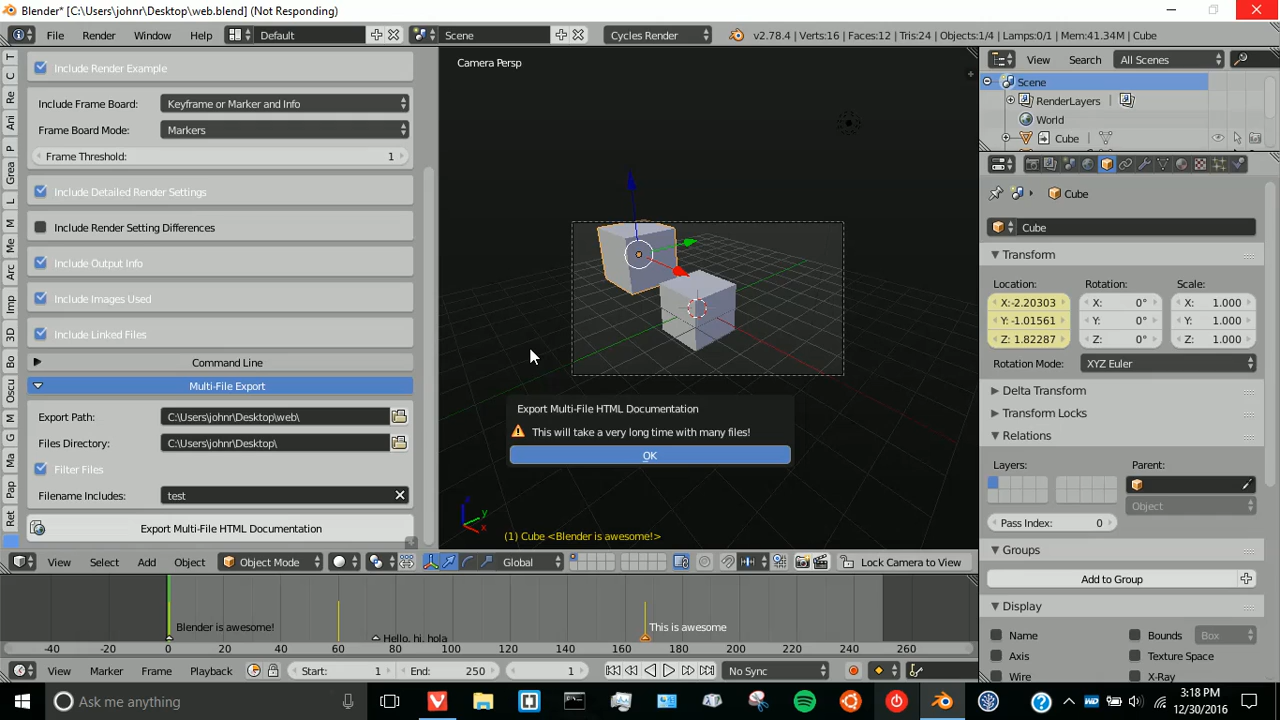 Blender* [C:\Users\johnr\Desktop\web.blend] (Not Responding)
File Render Window Help Default Scene Cycles Render v2.78.4 | Verts:16 | Faces:12 | Tris:24 | Objects:1/4 | Lamps:0/1 | Mem:41.34M | Cube
T
C
Re
Ani
P
Grea
L
M
Me
Arc
Imp
3D
Bo
Oscu
M
G
Ma
Pap
Ret
Include Render Example
Include Frame Board: Keyframe or Marker and Info
Frame Board Mode: Markers
Frame Threshold: 1
Include Detailed Render Settings
Include Render Setting Differences
Include Output Info
Include Images Used
Include Linked Files
Command Line
Multi-File Export
Export Path: C:\Users\johnr\Desktop\web\
Files Directory: C:\Users\johnr\Desktop\
Filter Files
Filename Includes: test
Export Multi-File HTML Documentation
Camera Persp
Export Multi-File HTML Documentation
This will take a very long time with many files!
OK
z
y
x
(1) Cube <Blender is awesome!>
View Select Add Object Object Mode Global Lock Camera to View
View Search All Scenes
Scene
RenderLayers
World
Cube
Cube
Cube
Transform
Location: Rotation: Scale:
X:-2.20303 X: 0° X: 1.000
Y: -1.01561 Y: 0° Y: 1.000
Z: 1.82287 Z: 0° Z: 1.000
Rotation Mode: XYZ Euler
Delta Transform
Transform Locks
Relations
Layers: Parent:
Object
Pass Index: 0
Groups
Add to Group
Display
Name Bounds Box
Axis Texture Space
Wire X-Ray
Blender is awesome! This is awesome
Hello, hi, hola
-40 -20 0 20 40 60 80 100 120 140 160 180 200 220 240 260
View Marker Frame Playback Start: 1 End: 250 1 No Sync
Ask me anything
3:18 PM
12/30/2016